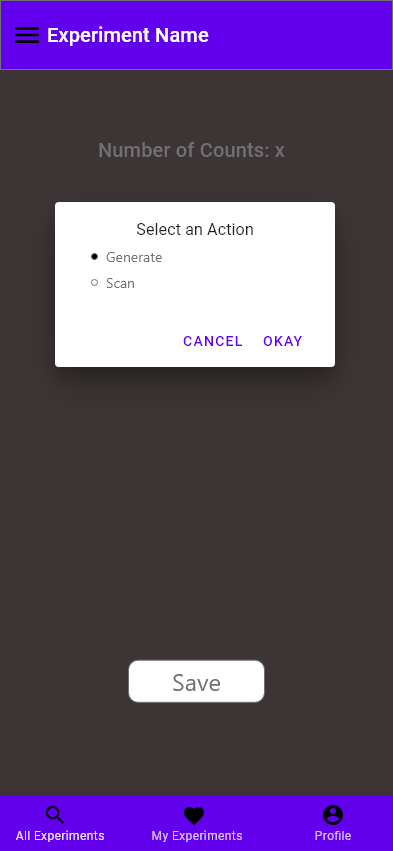 Experiment Name
Number of Counts: x
Select an Action
Generate
Scan
CANCEL OKAY
Save
All Experiments My Experiments Profile